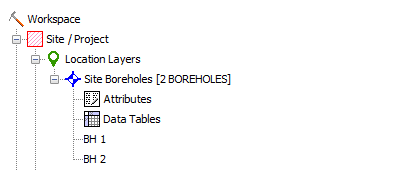 Workspace
Site / Project
Location Layers
Site Boreholes [2 BOREHOLES]
Attributes
Data Tables
BH 1
BH 2